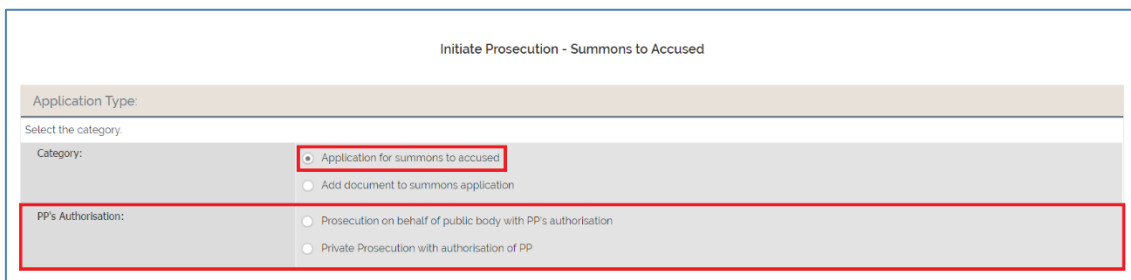 Initiate Prosecution - Summons to Accused
Application Type:
Select the category.
Category:
Application for summons to accused
Add document to summons application
PP's Authorisation:
Prosecution on behalf of public body with PP's authorisation
Private Prosecution with authorisation of PP